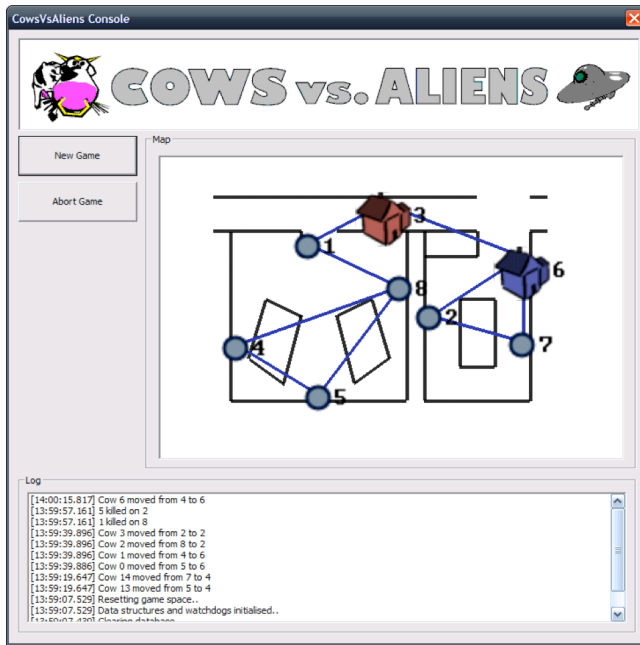 CowsVsAliens Console
COWS vs. ALIENS
New Game
Abort Game
Map
3
1
6
8
2
4
7
5
Log
[14:00:15.817] Cow 6 moved from 4 to 6
[13:59:57.161] 5 killed on 2
[13:59:57.161] 1 killed on 8
[13:59:39.896] Cow 3 moved from 2 to 2
[13:59:39.896] Cow 2 moved from 8 to 2
[13:59:39.896] Cow 1 moved from 4 to 6
[13:59:39.886] Cow 0 moved from 5 to 6
[13:59:19.647] Cow 14 moved from 7 to 4
[13:59:19.647] Cow 13 moved from 5 to 4
[13:59:07.529] Resetting game space..
[13:59:07.529] Data structures and watchdogs initialised..
[13:59:07.430] Clearing database